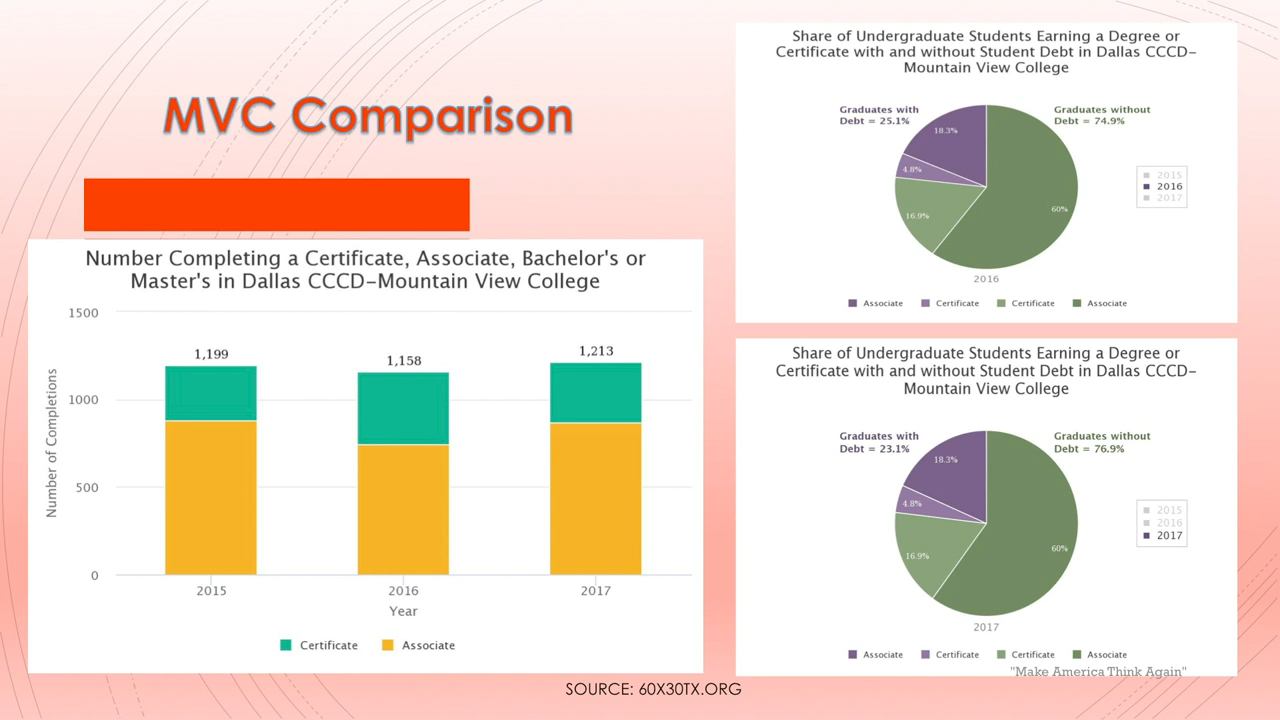 MVC Comparison
Number Completing a Certificate, Associate, Bachelor's or
Master's in Dallas CCCD-Mountain View College
1500
1000
500
0
Number of Completions
1,199
1,158
1,213
2015
2016
2017
Year
Certificate
Associate
Share of Undergraduate Students Earning a Degree or
Certificate with and without Student Debt in Dallas CCCD-
Mountain View College
Graduates with
Debt = 25.1%
Graduates without
Debt = 74.9%
18.3%
4.8%
16.9%
60%
2015
2016
2017
2016
Associate
Certificate
Certificate
Associate
Share of Undergraduate Students Earning a Degree or
Certificate with and without Student Debt in Dallas CCCD-
Mountain View College
Graduates with
Debt = 23.1%
Graduates without
Debt = 76.9%
18.3%
4.8%
16.9%
60%
2015
2016
2017
2017
Associate
Certificate
Certificate
Associate
"Make America Think Again"
SOURCE: 60X30TX.ORG